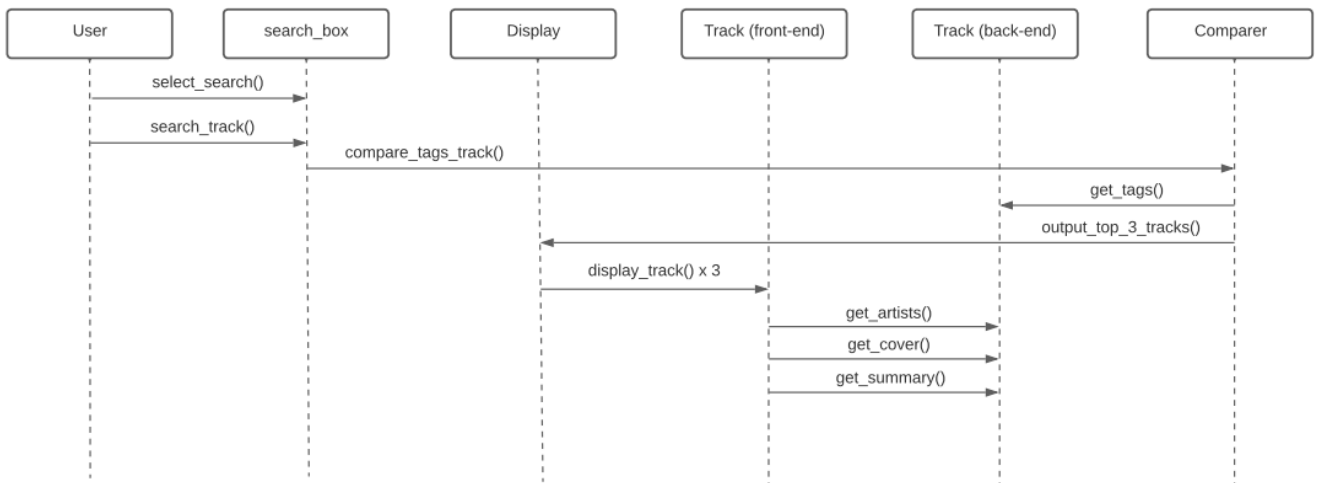 User
search_box
Display
Track (front-end)
Track (back-end)
Comparer
select_search()
search_track()
compare_tags_track()
get_tags()
output_top_3_tracks()
display_track() x 3
get_artists()
get_cover()
get_summary()